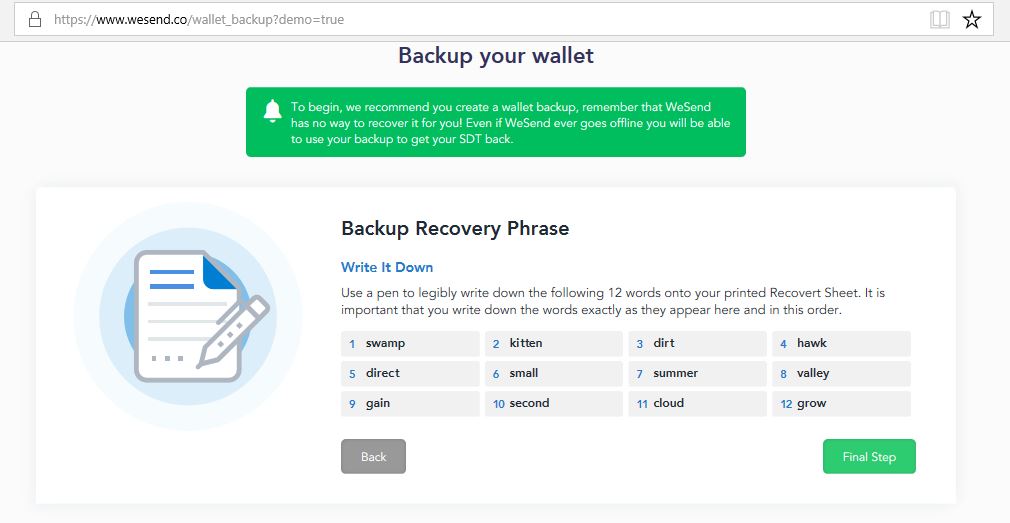 https://www.wesend.co/wallet_backup?demo=true
Backup your wallet
To begin, we recommend you create a wallet backup, remember that WeSend
has no way to recover it for you! Even if WeSend ever goes offline you will be able
to use your backup to get your SDT back.
Backup Recovery Phrase
Write It Down
Use a pen to legibly write down the following 12 words onto your printed Recovert Sheet. It is
important that you write down the words exactly as they appear here and in this order.
1 swamp 2 kitten 3 dirt 4 hawk
5 direct 6 small 7 summer 8 valley
9 gain 10 second 11 cloud 12 grow
Back Final Step